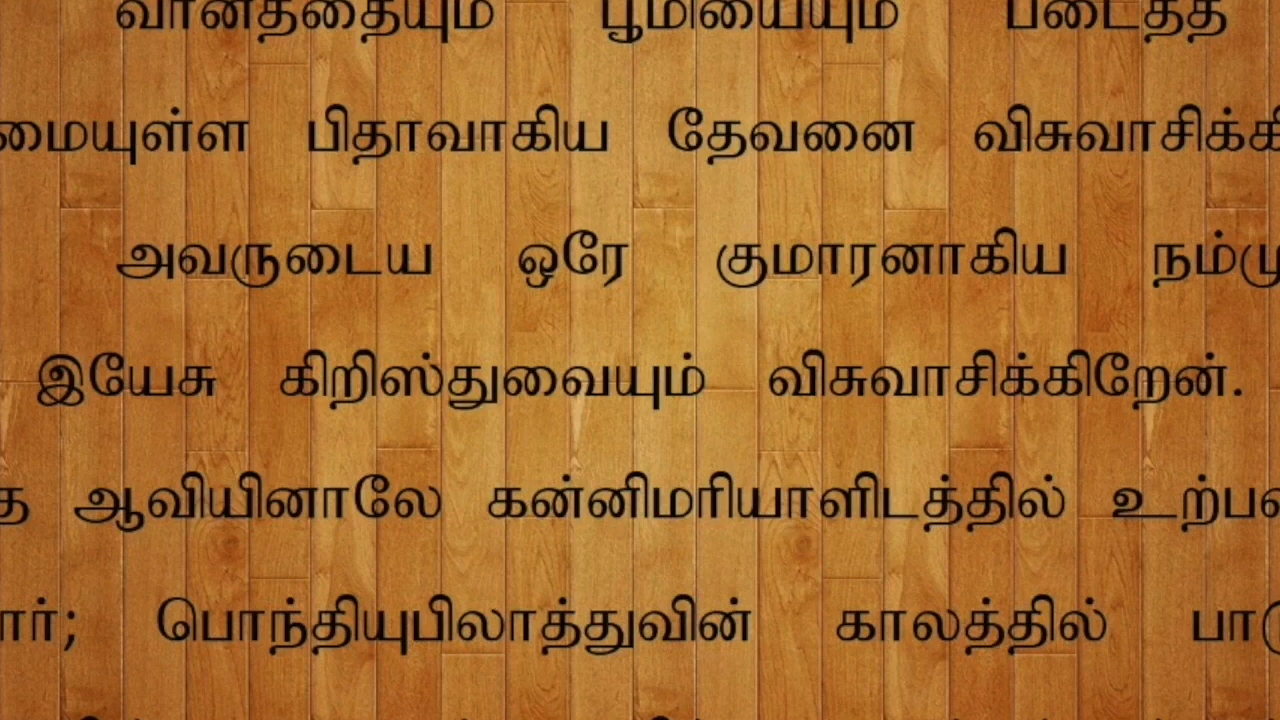 வானத்தையும் பூமியையும் படைத்த
பிதாவாகிய தேவனை
அவருடைய ஒரே குமாரனாகிய
இயேசு கிறிஸ்துவையும் விசுவாசிக்கிறேன்.
ஆவியினாலே கன்னிமரியாளிடத்தில்
பொந்தியுபிலாத்துவின் காலத்தில்